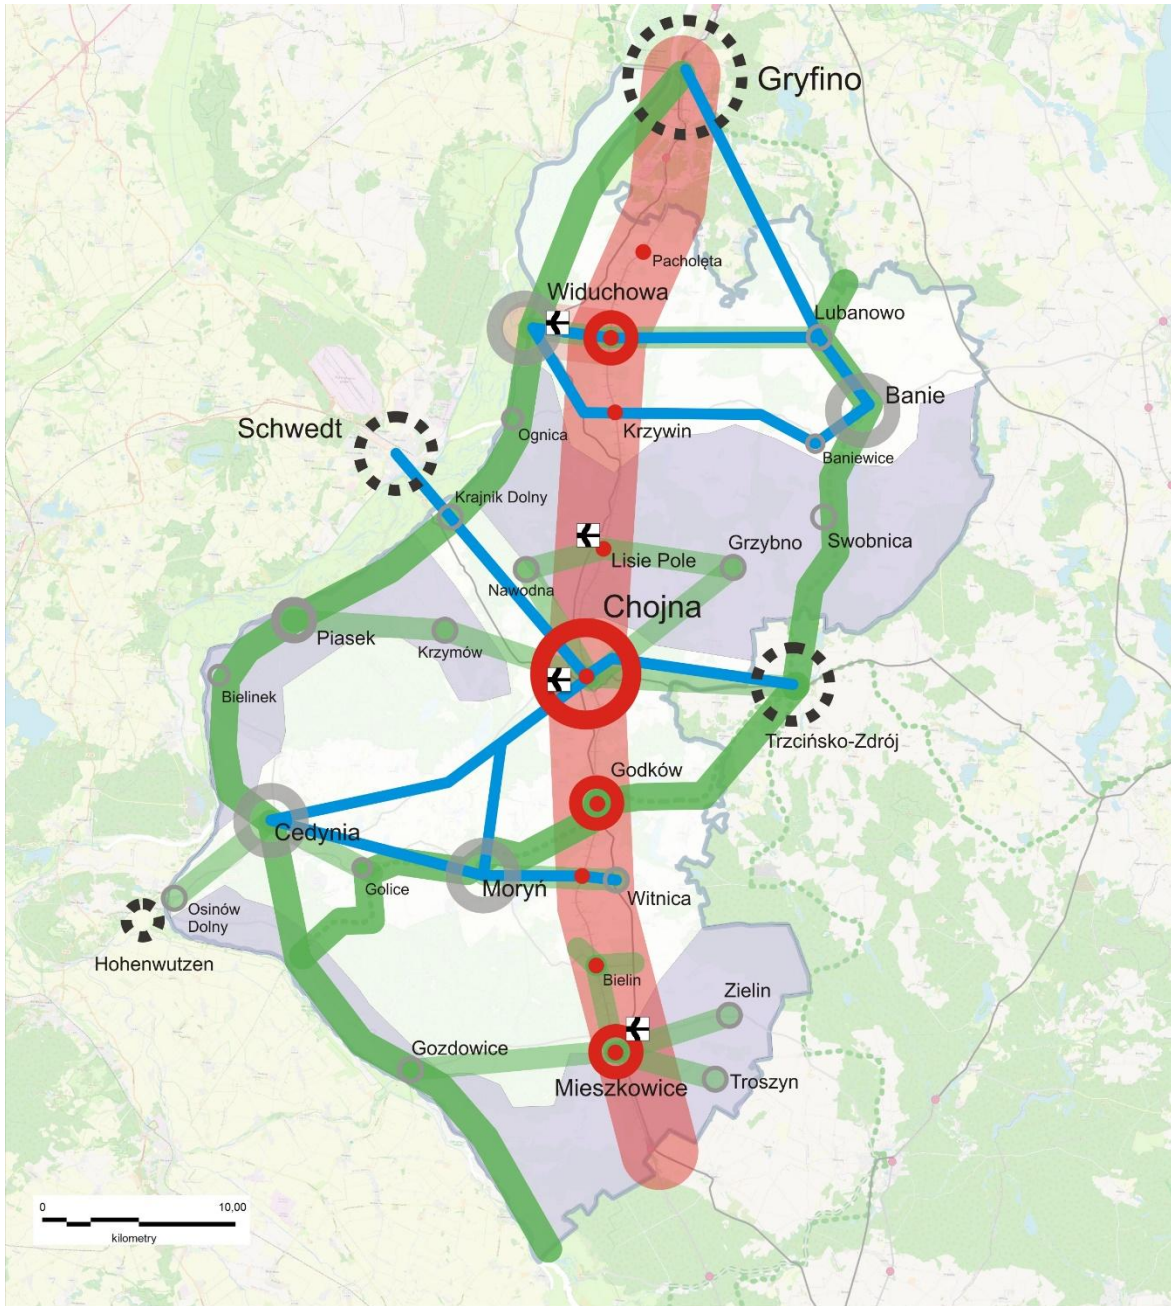 Gryfino
Pacholęta
Widuchowa
Lubanowo
Banie
Schwedt
Ognica
Krzywin
Baniewice
Krajnik Dolny
Grzybno
Swobnica
Lisie Pole
Nawodna
Chojna
Piasek
Krzymów
Bielinek
Trzcińsko-Zdrój
Godków
Cedynia
Golice
Moryń
Witnica
Osinów
Dolny
Hohenwutzen
Bielin
Zielin
Gozdowice
Mieszkowice
Troszyn
0 10,00
kilometry